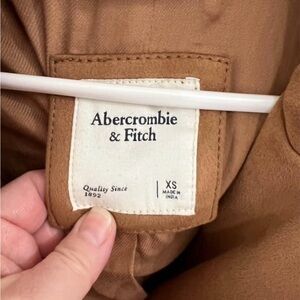 Abercrombie
& Fitch
Quality Since
1892
XS
MADE IN
INDIA